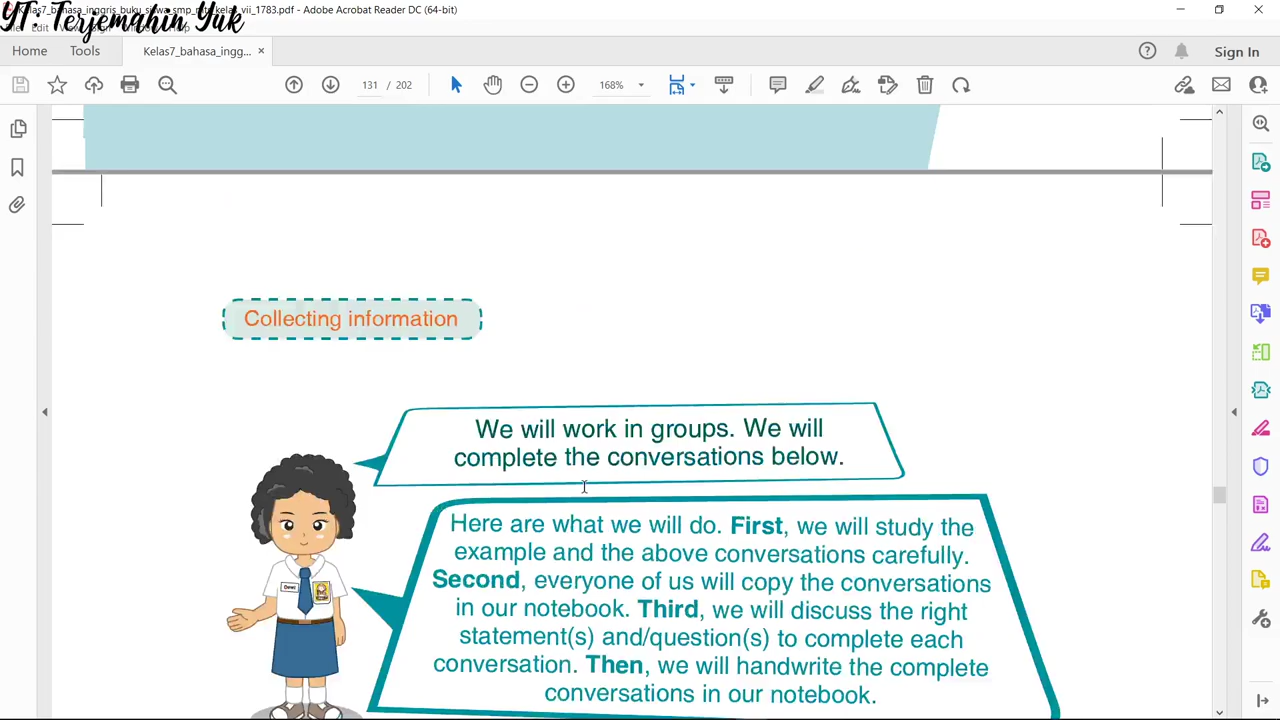 YT: Terjemahin Yuk
Kelas7_bahasa_inggris_buku_siswa_smp_mts_kelas_vii_1783.pdf - Adobe Acrobat Reader DC (64-bit)
Home Tools Kelas7_bahasa_ingg... × Sign In
131 / 202 168%
Collecting information
We will work in groups. We will
complete the conversations below.
Here are what we will do. First, we will study the
example and the above conversations carefully.
Second, everyone of us will copy the conversations
in our notebook. Third, we will discuss the right
statement(s) and/question(s) to complete each
conversation. Then, we will handwrite the complete
conversations in our notebook.